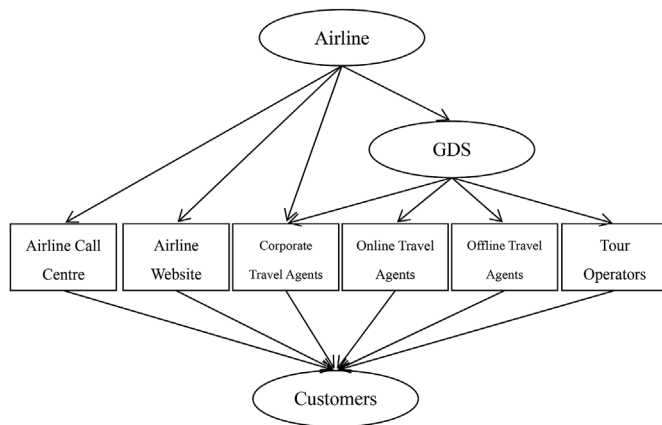 Airline
GDS
Airline Call
Centre
Airline
Website
Corporate
Travel Agents
Online Travel
Agents
Offline Travel
Agents
Tour
Operators
Customers